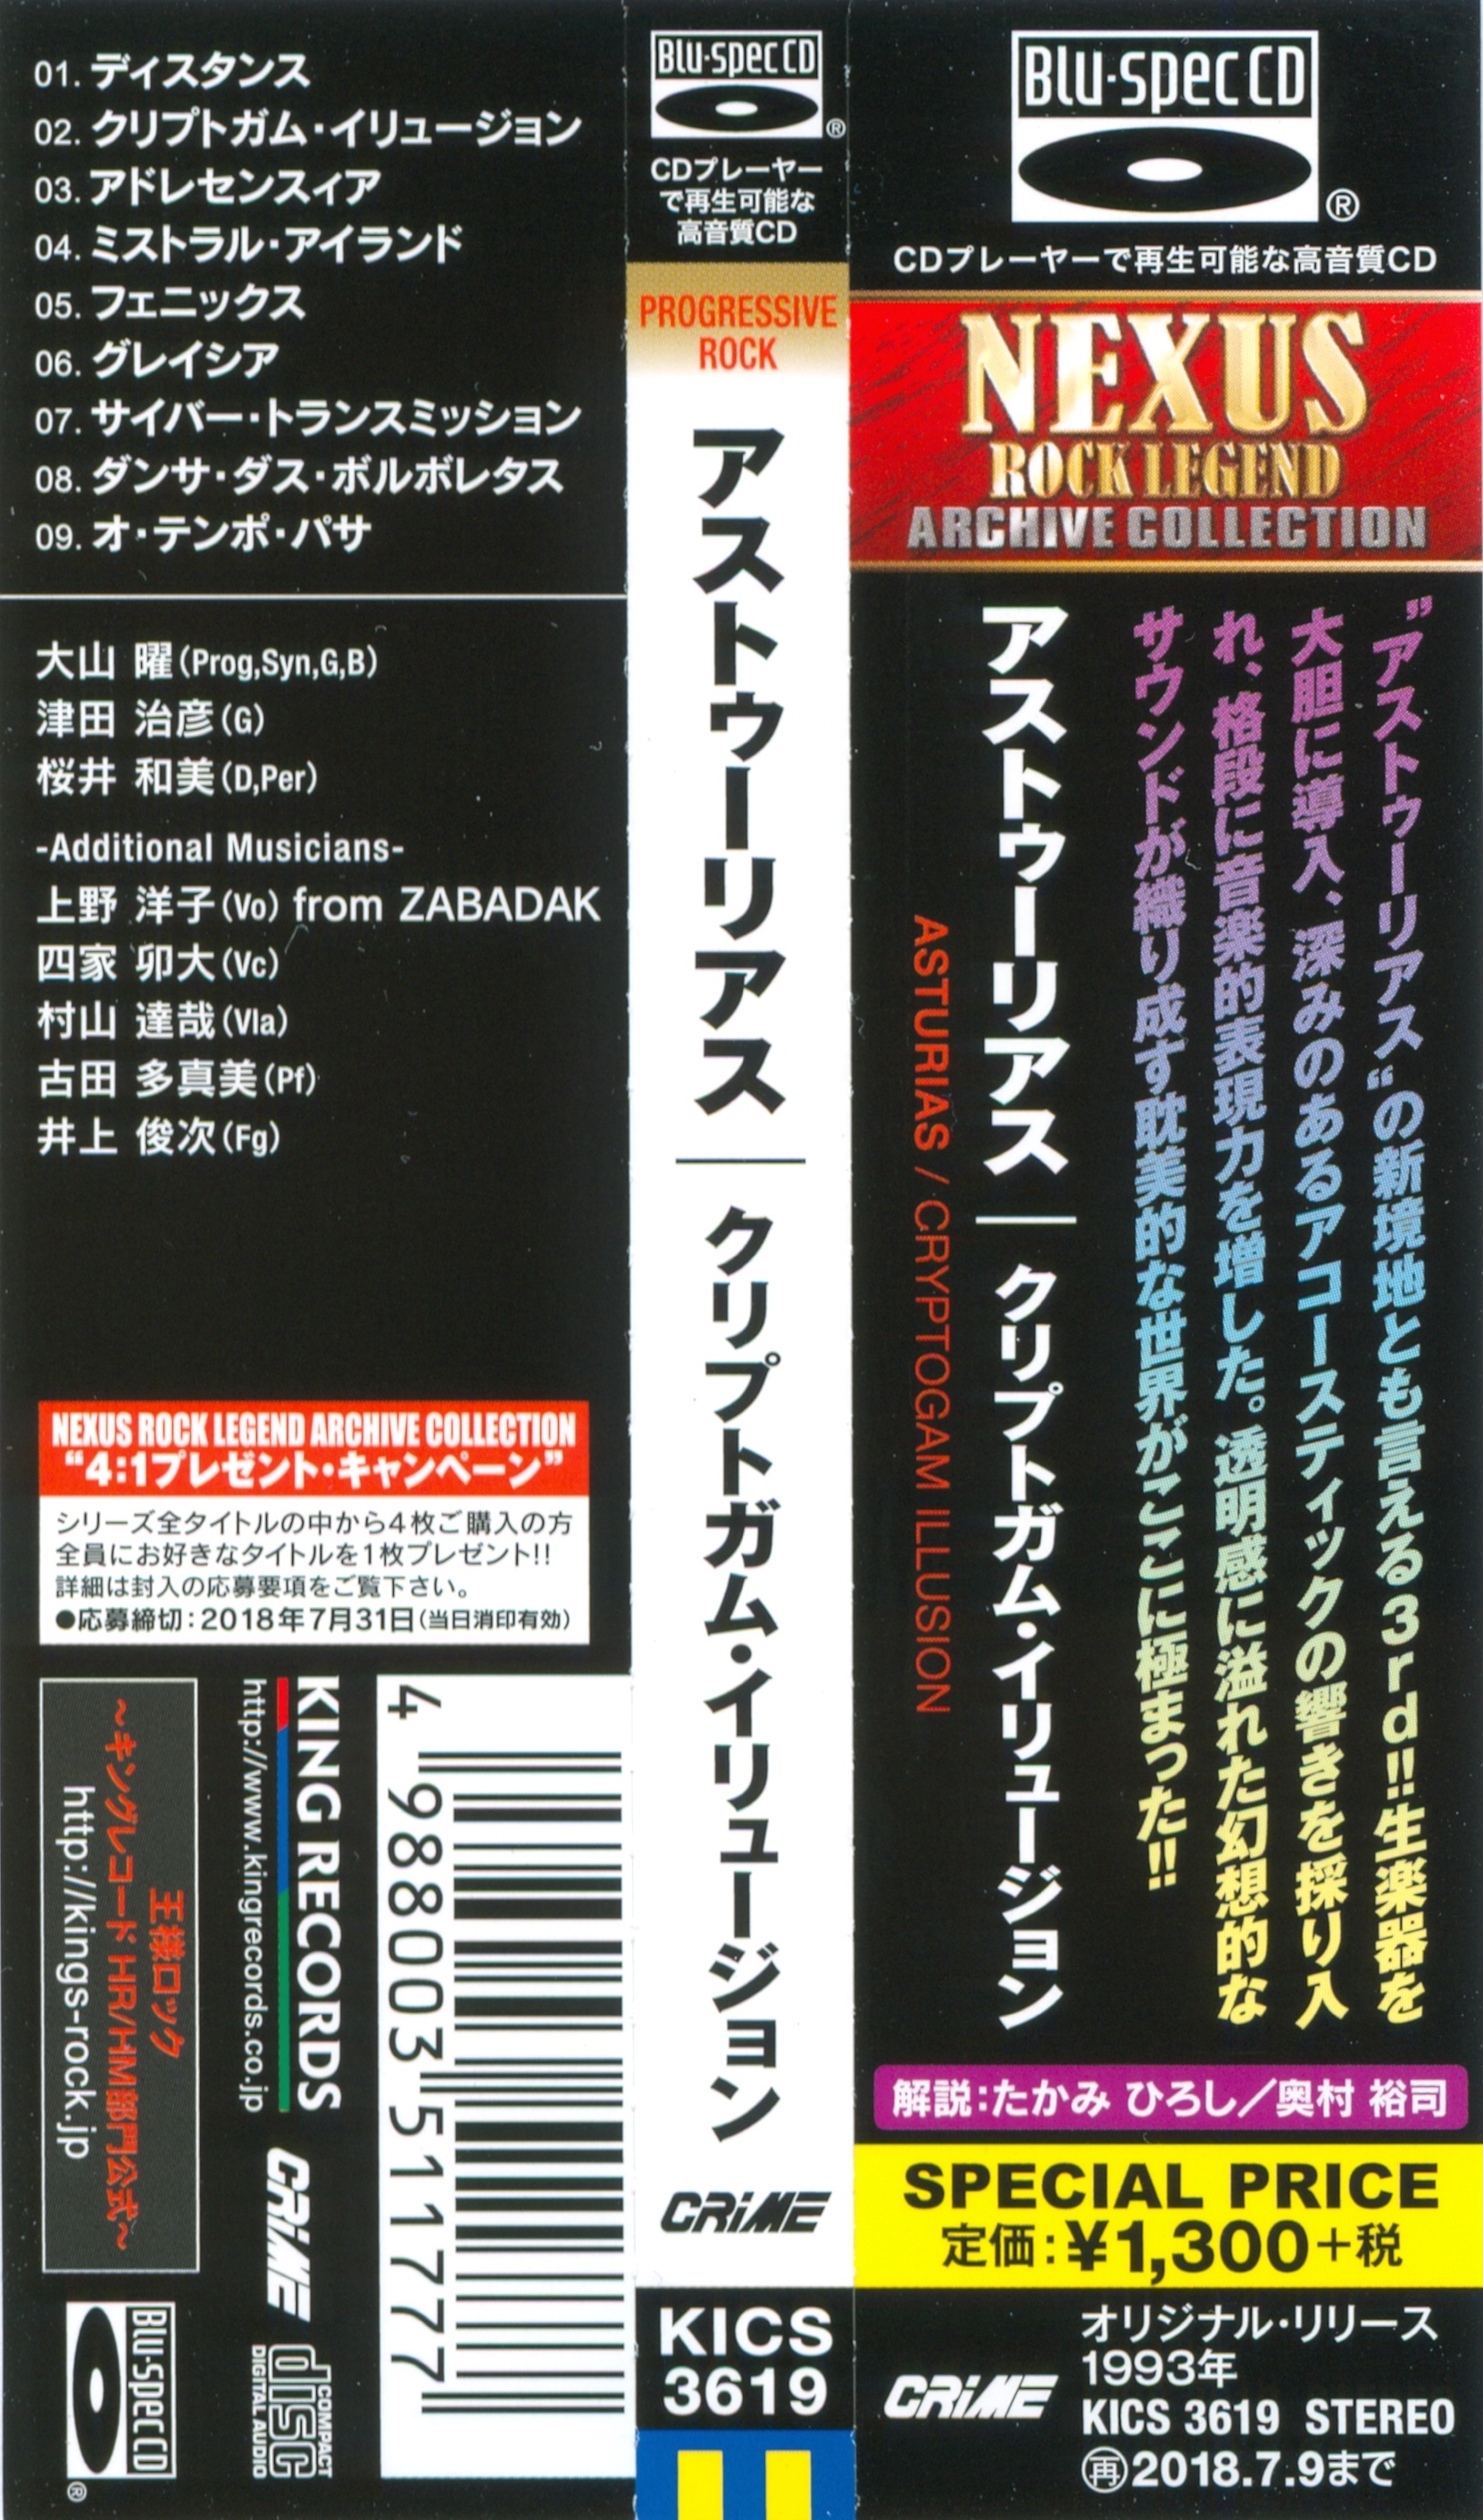 01. ディスタンス
02. クリプトガム・イリュージョン
03. アドレセンスィア
04. ミストラル・アイランド
05. フェニックス
06. グレイシア
07. サイバー・トランスミッション
08. ダンサ・ダス・ボルボレタス
09. オ・テンポ・パサ
大山 曜(Prog,Syn,G,B)
津田 治彦(G)
桜井 和美(D,Per)
-Additional Musicians-
上野 洋子(Vo) from ZABADAK
四家 卯大(Vc)
村山 達哉(Vla)
古田 多真美(Pf)
井上 俊次(Fg)
NEXUS ROCK LEGEND ARCHIVE COLLECTION
“4:1プレゼント・キャンペーン”
シリーズ全タイトルの中から4枚ご購入の方
全員にお好きなタイトルを1枚プレゼント!!
詳細は封入の応募要項をご覧下さい。
●応募締切:2018年7月31日(当日消印有効)
4 988003 511777
KING RECORDS
http://www.kingrecords.co.jp
CRIME
COMPACT
disc
DIGITAL AUDIO
王様ロック
~キングレコード HR/HM部門公式~
http://kings-rock.jp
Blu-spec CD
®
Blu-spec CD
®
CDプレーヤー
で再生可能な
高音質CD
PROGRESSIVE
ROCK
アストゥーリアス | クリプトガム・イリュージョン
CRIME
KICS
3619
Blu-spec CD
®
CDプレーヤーで再生可能な高音質CD
NEXUS
ROCK LEGEND
ARCHIVE COLLECTION
”アストゥーリアス“の新境地とも言える3rd!!生楽器を
大胆に導入、深みのあるアコースティックの響きを採り入
れ、格段に音楽的表現力を増した。透明感に溢れた幻想的な
サウンドが織り成す耽美的な世界がここに極まった!!
アストゥーリアス | クリプトガム・イリュージョン
ASTURIAS / CRYPTOGAM ILLUSION
解説:たかみ ひろし/奥村 裕司
SPECIAL PRICE
定価:¥1,300+税
CRIME
オリジナル・リリース
1993年
KICS 3619 STEREO
㊢2018.7.9まで